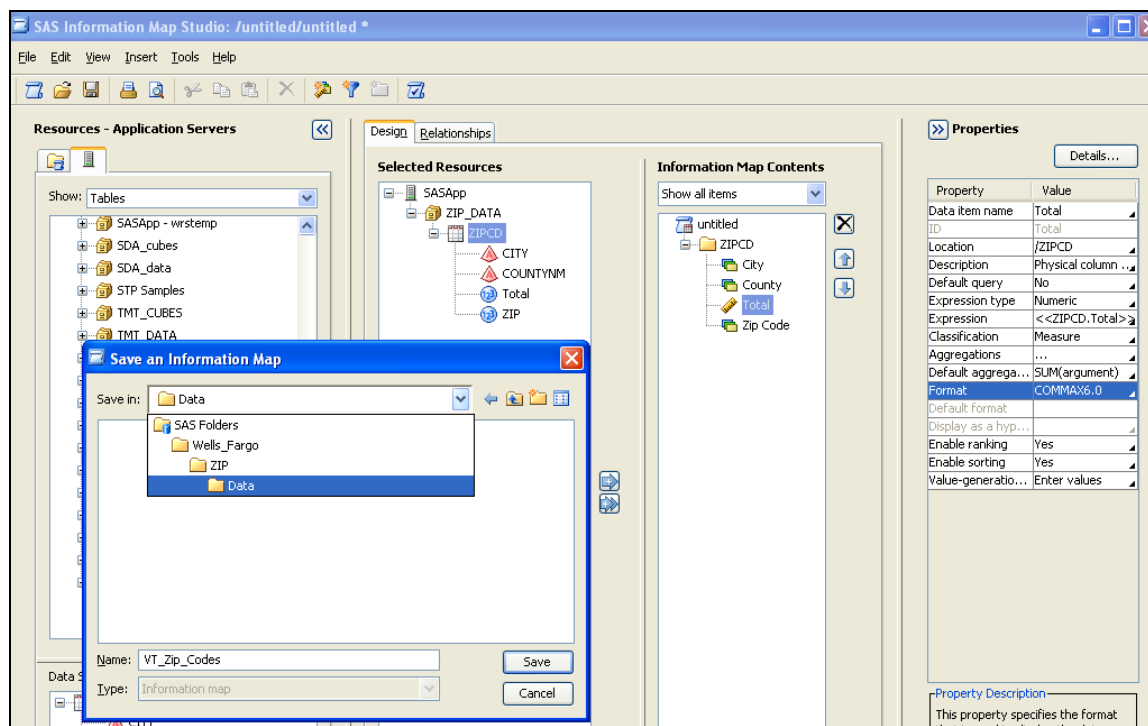 SAS Information Map Studio: /untitled/untitled *
File Edit View Insert Tools Help
Resources - Application Servers
Show: Tables
SASApp - wrstemp
SDA_cubes
SDA_data
STP Samples
TMT_CUBES
TMT_DATA
Design Relationships
Selected Resources
SASApp
ZIP_DATA
ZIPCD
CITY
COUNTYNM
Total
ZIP
Information Map Contents
Show all items
untitled
ZIPCD
City
County
Total
Zip Code
Properties
Details...
Property Value
Data item name Total
ID Total
Location /ZIPCD
Description Physical column ...
Default query No
Expression type Numeric
Expression <<ZIPCD.Total>>
Classification Measure
Aggregations ...
Default aggrega... SUM(argument)
Format COMMAX6.0
Default format
Display as a hyp...
Enable ranking Yes
Enable sorting Yes
Value-generatio... Enter values
Property Description
This property specifies the format
Save an Information Map
Save in: Data
SAS Folders
Wells_Fargo
ZIP
Data
Name: VT_Zip_Codes
Save
Type: Information map
Cancel
Data S